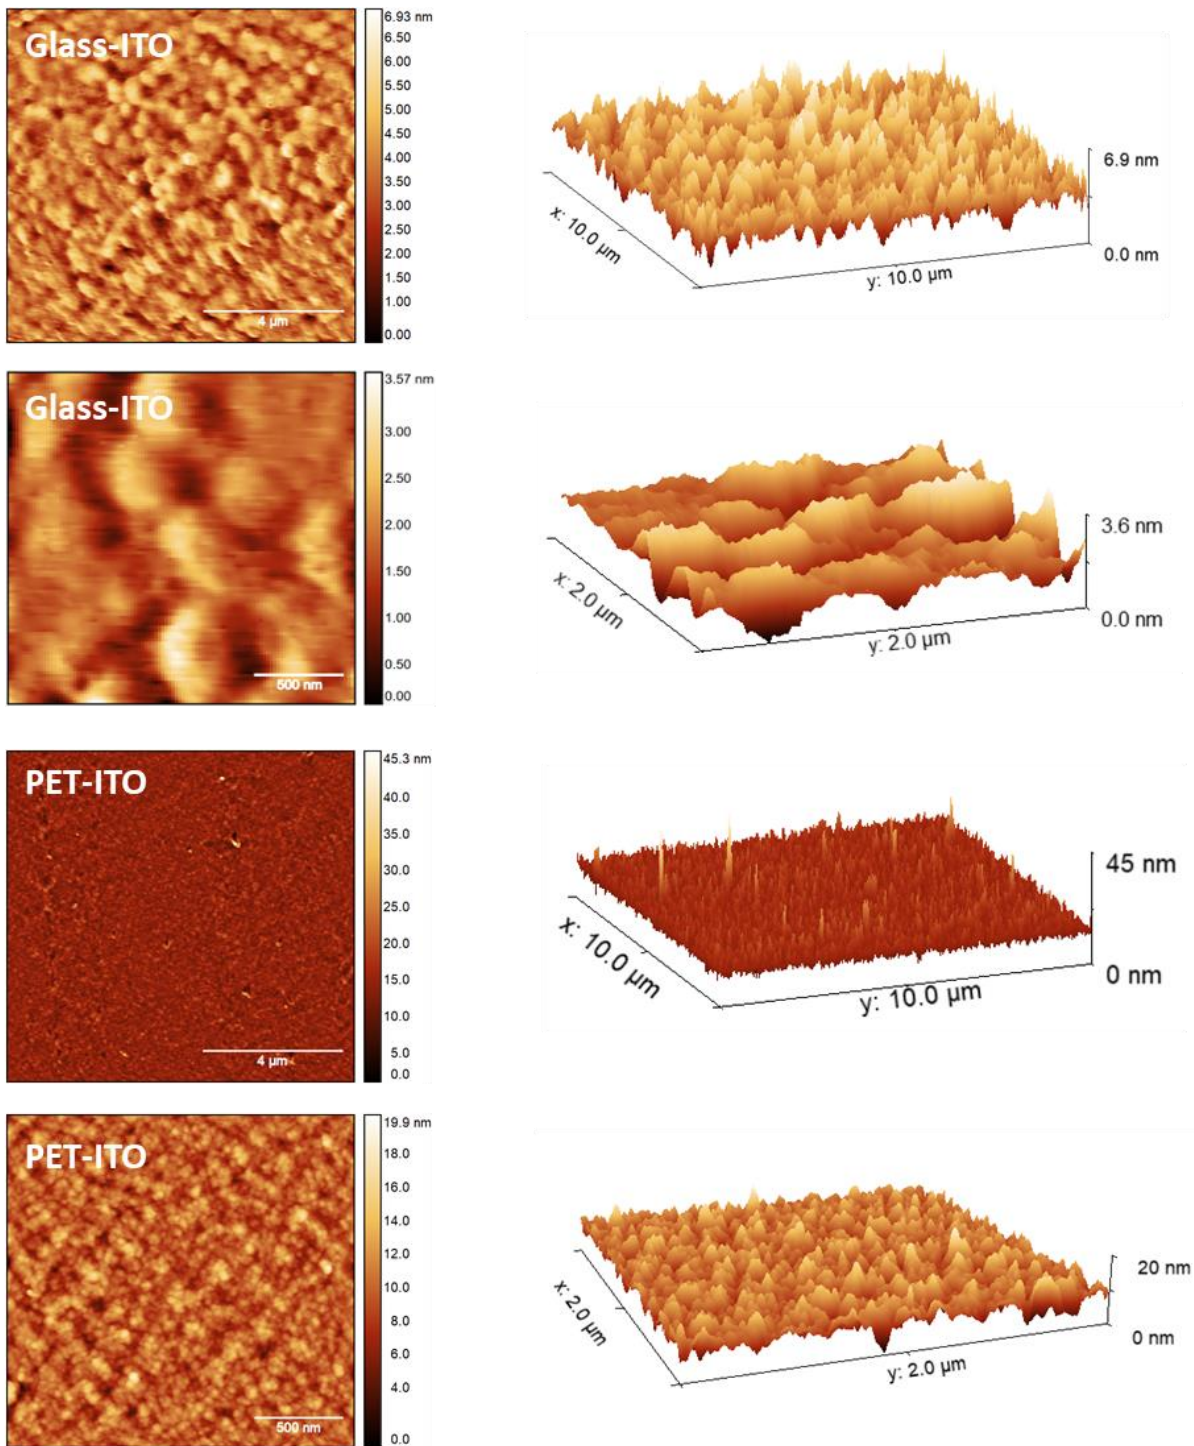 Glass-ITO
6.93 nm
6.50
6.00
5.50
5.00
4.50
4.00
3.50
3.00
2.50
2.00
1.50
1.00
0.00
4 µm
x: 10.0 µm
y: 10.0 µm
6.9 nm
0.0 nm
Glass-ITO
3.57 nm
3.00
2.50
2.00
1.50
1.00
0.50
0.00
500 nm
x: 2.0 µm
y: 2.0 µm
3.6 nm
0.0 nm
PET-ITO
45.3 nm
40.0
35.0
30.0
25.0
20.0
15.0
10.0
5.0
0.0
4 µm
x: 10.0 µm
y: 10.0 µm
45 nm
0 nm
PET-ITO
19.9 nm
18.0
16.0
14.0
12.0
10.0
8.0
6.0
4.0
0.0
500 nm
x: 2.0 µm
y: 2.0 µm
20 nm
0 nm